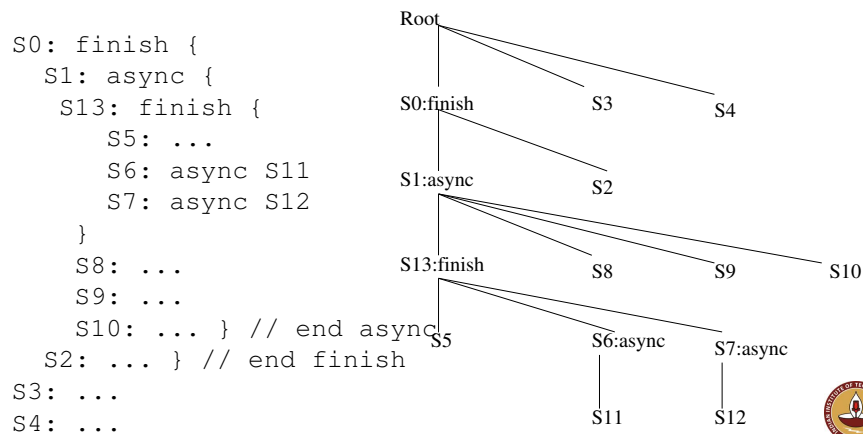 S0: finish {
S1: async {
S13: finish {
S5: ...
S6: async S11
S7: async S12
}
S8: ...
S9: ...
S10: ... } // end async
S2: ... } // end finish
S3: ...
S4: ...
Root
S0:finish
S3
S4
S1:async
S2
S13:finish
S8
S9
S10
S5
S6:async
S7:async
S11
S12